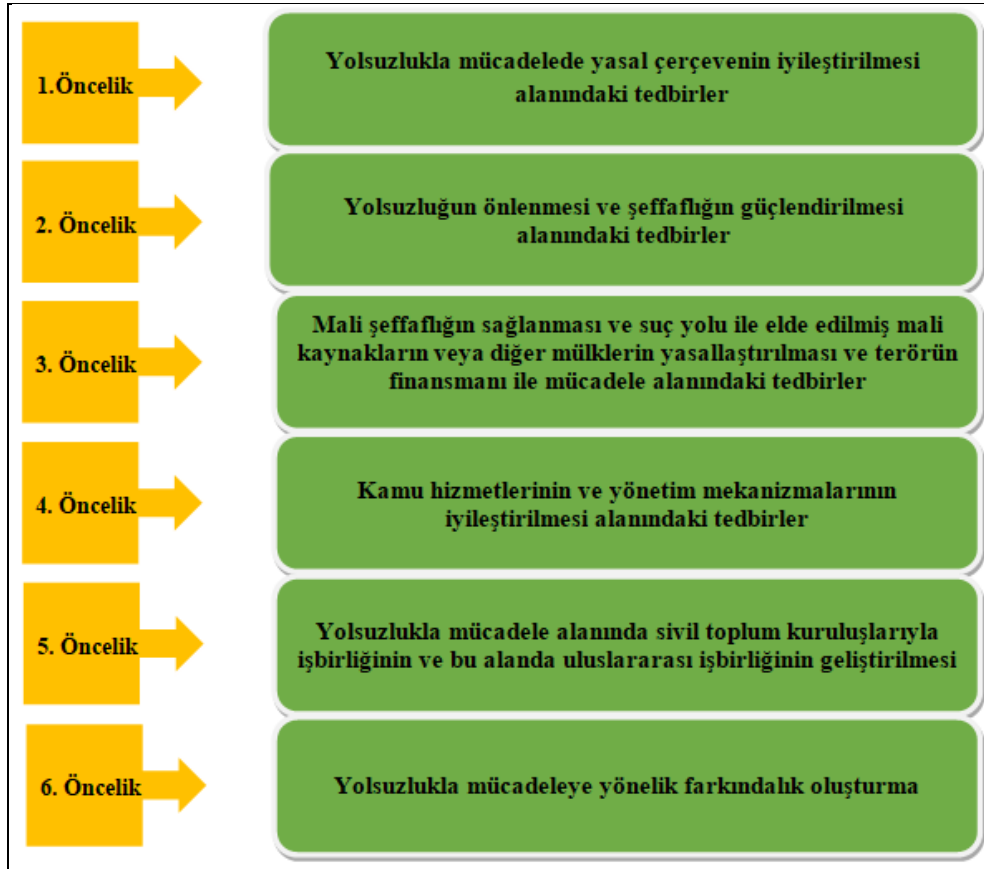 1.Öncelik
Yolsuzlukla mücadelede yasal çerçevenin iyileştirilmesi
alanındaki tedbirler
2. Öncelik
Yolsuzluğun önlenmesi ve şeffaflığın güçlendirilmesi
alanındaki tedbirler
3. Öncelik
Mali şeffaflığın sağlanması ve suç yolu ile elde edilmiş mali
kaynakların veya diğer mülklerin yasallaştırılması ve terörün
finansmanı ile mücadele alanındaki tedbirler
4. Öncelik
Kamu hizmetlerinin ve yönetim mekanizmalarının
iyileştirilmesi alanındaki tedbirler
5. Öncelik
Yolsuzlukla mücadele alanında sivil toplum kuruluşlarıyla
işbirliğinin ve bu alanda uluslararası işbirliğinin geliştirilmesi
6. Öncelik
Yolsuzlukla mücadeleye yönelik farkındalık oluşturma